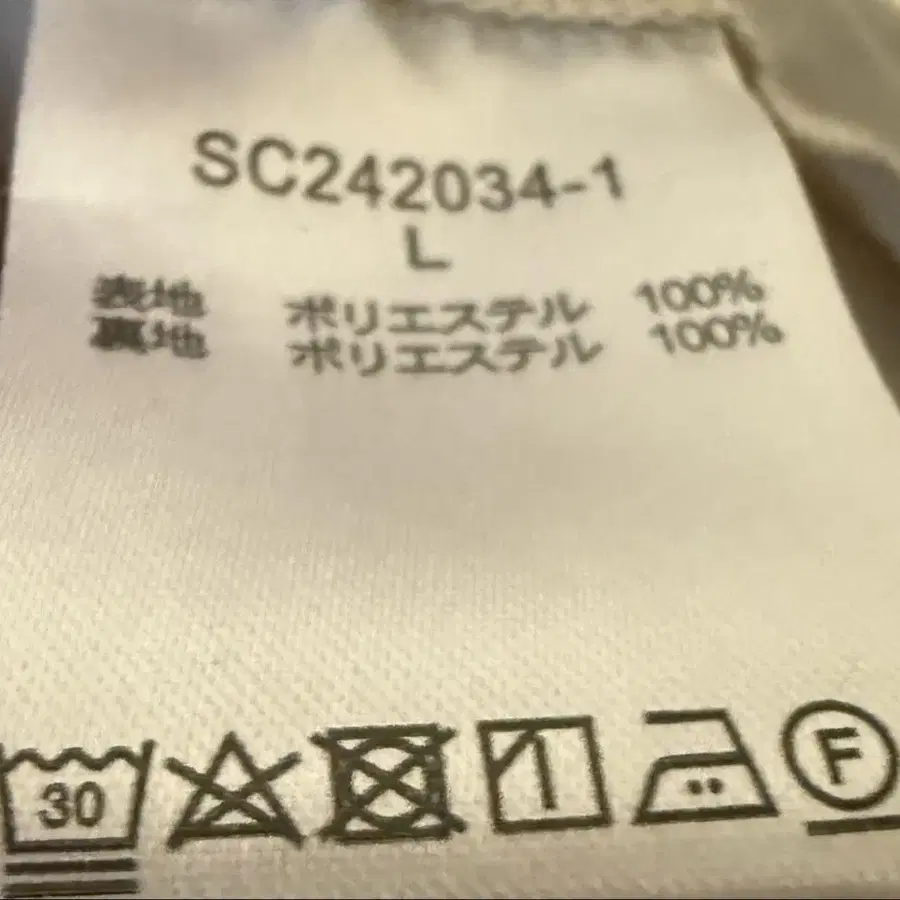 SC242034-1
L
表地 ポリエステル 100%
裏地 ポリエステル 100%
30 F